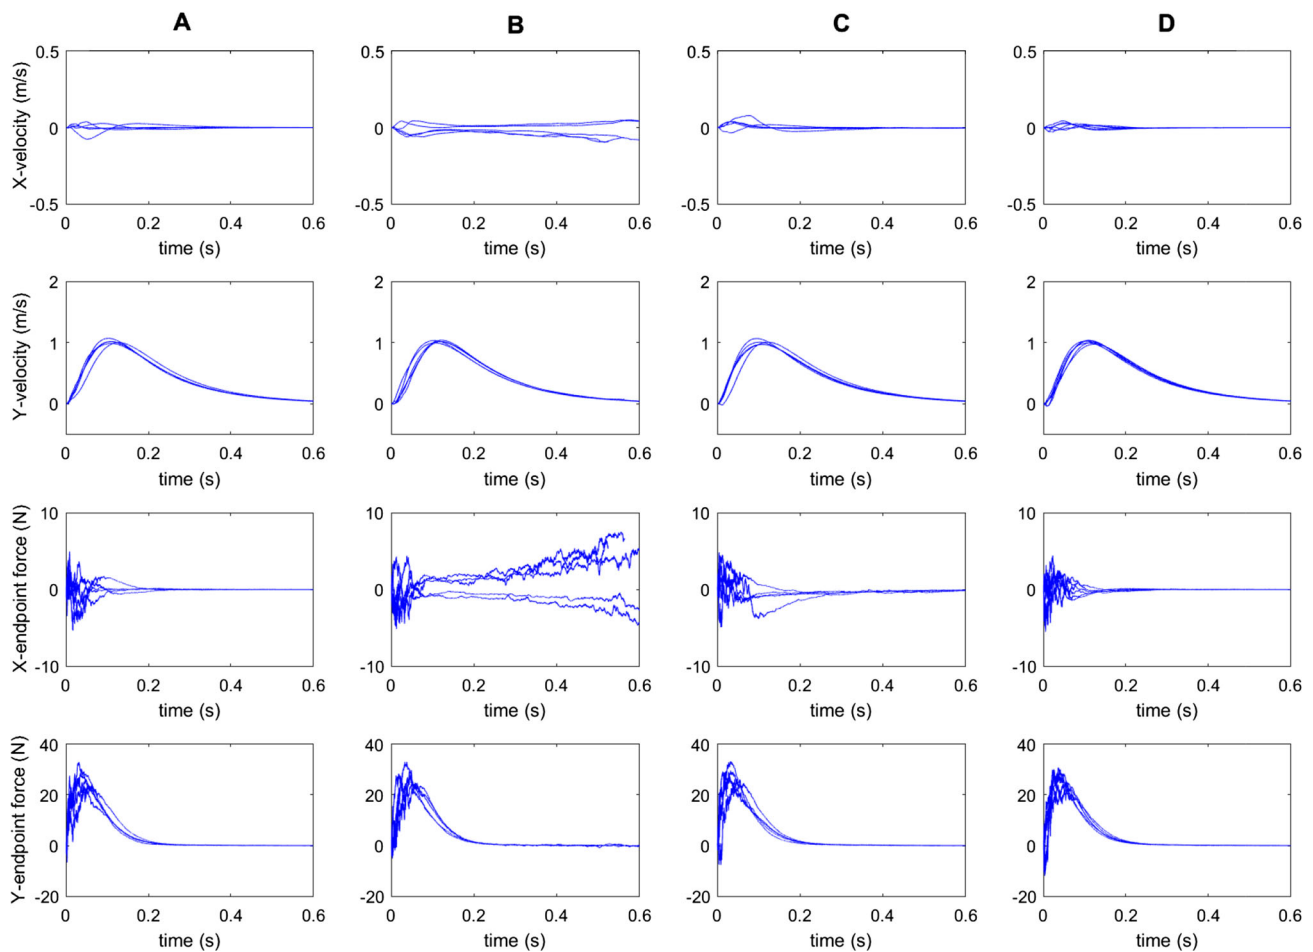 A B C D
X-velocity (m/s)
0.5 0.5 0.5 0.5
0 0 0 0
-0.5 -0.5 -0.5 -0.5
0 0.2 0.4 0.6 0 0.2 0.4 0.6 0 0.2 0.4 0.6 0 0.2 0.4 0.6
time (s) time (s) time (s) time (s)
Y-velocity (m/s)
2 2 2 2
1 1 1 1
0 0 0 0
0 0.2 0.4 0.6 0 0.2 0.4 0.6 0 0.2 0.4 0.6 0 0.2 0.4 0.6
time (s) time (s) time (s) time (s)
X-endpoint force (N)
10 10 10 10
0 0 0 0
-10 -10 -10 -10
0 0.2 0.4 0.6 0 0.2 0.4 0.6 0 0.2 0.4 0.6 0 0.2 0.4 0.6
time (s) time (s) time (s) time (s)
Y-endpoint force (N)
40 40 40 40
20 20 20 20
0 0 0 0
-20 -20 -20 -20
0 0.2 0.4 0.6 0 0.2 0.4 0.6 0 0.2 0.4 0.6 0 0.2 0.4 0.6
time (s) time (s) time (s) time (s)